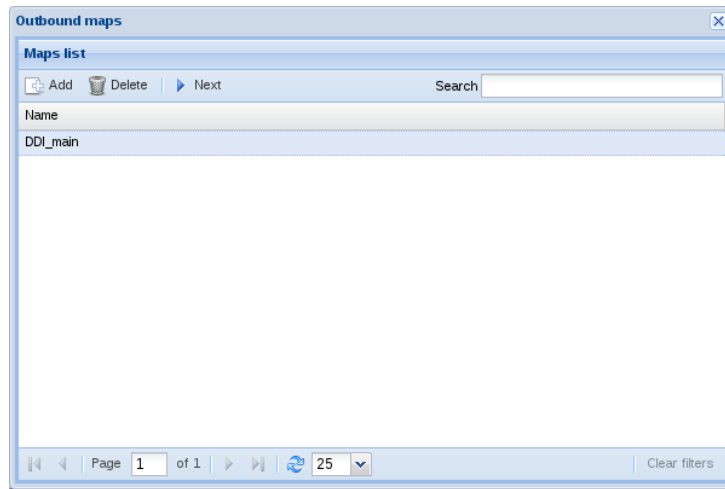 Outbound maps
Maps list
Add Delete Next Search
Name
DDI_main
Page 1 of 1 25 Clear filters